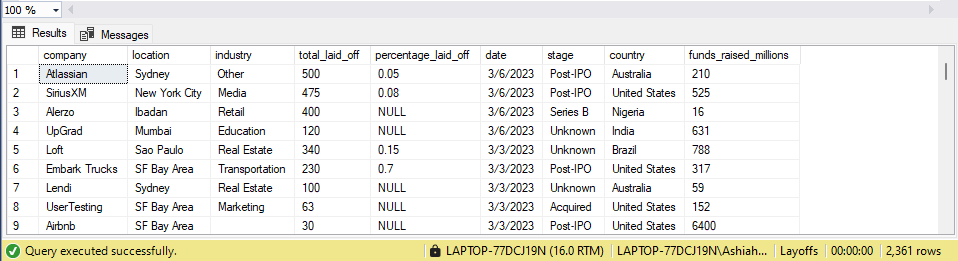 100 %
Results Messages
company location industry total_laid_off percentage_laid_off date stage country funds_raised_millions
1 Atlassian Sydney Other 500 0.05 3/6/2023 Post-IPO Australia 210
2 SiriusXM New York City Media 475 0.08 3/6/2023 Post-IPO United States 525
3 Alerzo Ibadan Retail 400 NULL 3/6/2023 Series B Nigeria 16
4 UpGrad Mumbai Education 120 NULL 3/6/2023 Unknown India 631
5 Loft Sao Paulo Real Estate 340 0.15 3/3/2023 Unknown Brazil 788
6 Embark Trucks SF Bay Area Transportation 230 0.7 3/3/2023 Post-IPO United States 317
7 Lendi Sydney Real Estate 100 NULL 3/3/2023 Unknown Australia 59
8 UserTesting SF Bay Area Marketing 63 NULL 3/3/2023 Acquired United States 152
9 Airbnb SF Bay Area 30 NULL 3/3/2023 Post-IPO United States 6400
Query executed successfully. LAPTOP-77DCJ19N (16.0 RTM) LAPTOP-77DCJ19N\Ashiah... Layoffs 00:00:00 2,361 rows